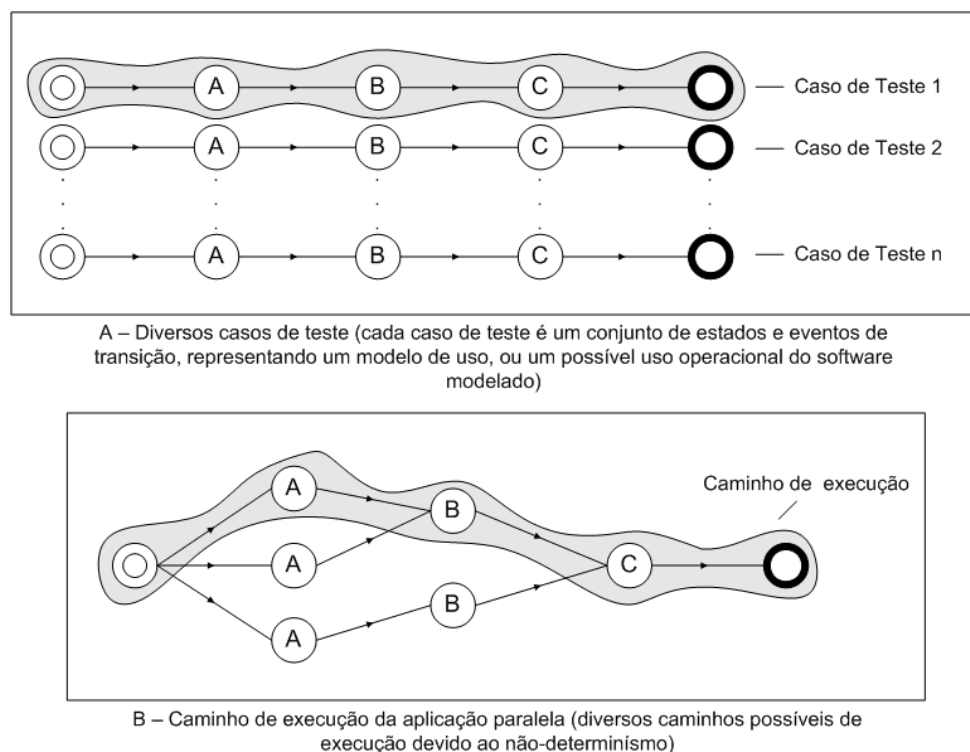 A B C Caso de Teste 1
A B C Caso de Teste 2
A B C Caso de Teste n
A – Diversos casos de teste (cada caso de teste é um conjunto de estados e eventos de
transição, representando um modelo de uso, ou um possível uso operacional do software
modelado)
Caminho de execução
A
B
A
C
B
A
B – Caminho de execução da aplicação paralela (diversos caminhos possíveis de
execução devido ao não-determinísmo)